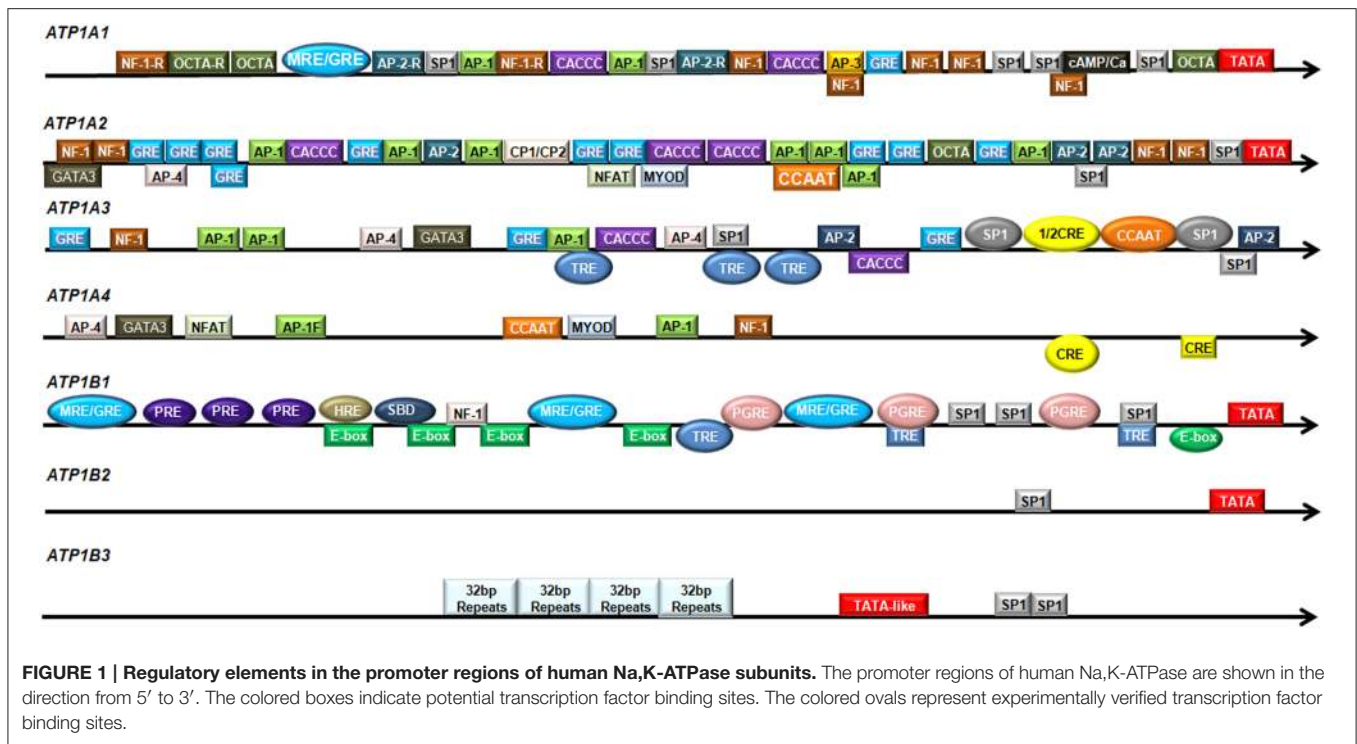 ATP1A1
NF-1-R OCTA-R OCTA MRE/GRE AP-2-R SP1 AP-1 NF-1-R CACCC AP-1 SP1 AP-2-R NF-1 CACCC AP-3 GRE NF-1 NF-1 SP1 SP1 cAMP/Ca SP1 OCTA TATA
NF-1 NF-1
ATP1A2
NF-1 NF-1 GRE GRE GRE AP-1 CACCC GRE AP-1 AP-2 AP-1 CP1/CP2 GRE GRE CACCC CACCC AP-1 AP-1 GRE GRE OCTA GRE AP-1 AP-2 AP-2 NF-1 NF-1 SP1 TATA
GATA3 AP-4 GRE NFAT MYOD CCAAT AP-1 SP1
ATP1A3
GRE NF-1 AP-1 AP-1 AP-4 GATA3 GRE AP-1 CACCC AP-4 SP1 AP-2 GRE SP1 1/2CRE CCAAT SP1 AP-2
TRE TRE TRE CACCC SP1
ATP1A4
AP-4 GATA3 NFAT AP-1F CCAAT MYOD AP-1 NF-1
CRE CRE
ATP1B1
MRE/GRE PRE PRE PRE HRE SBD NF-1 MRE/GRE PGRE MRE/GRE PGRE SP1 SP1 PGRE SP1 TATA
E-box E-box E-box E-box TRE TRE TRE E-box
ATP1B2
SP1 TATA
ATP1B3
32bp 32bp 32bp 32bp
Repeats Repeats Repeats Repeats
TATA-like SP1 SP1
FIGURE 1 | Regulatory elements in the promoter regions of human Na,K-ATPase subunits. The promoter regions of human Na,K-ATPase are shown in the
direction from 5′ to 3′. The colored boxes indicate potential transcription factor binding sites. The colored ovals represent experimentally verified transcription factor
binding sites.